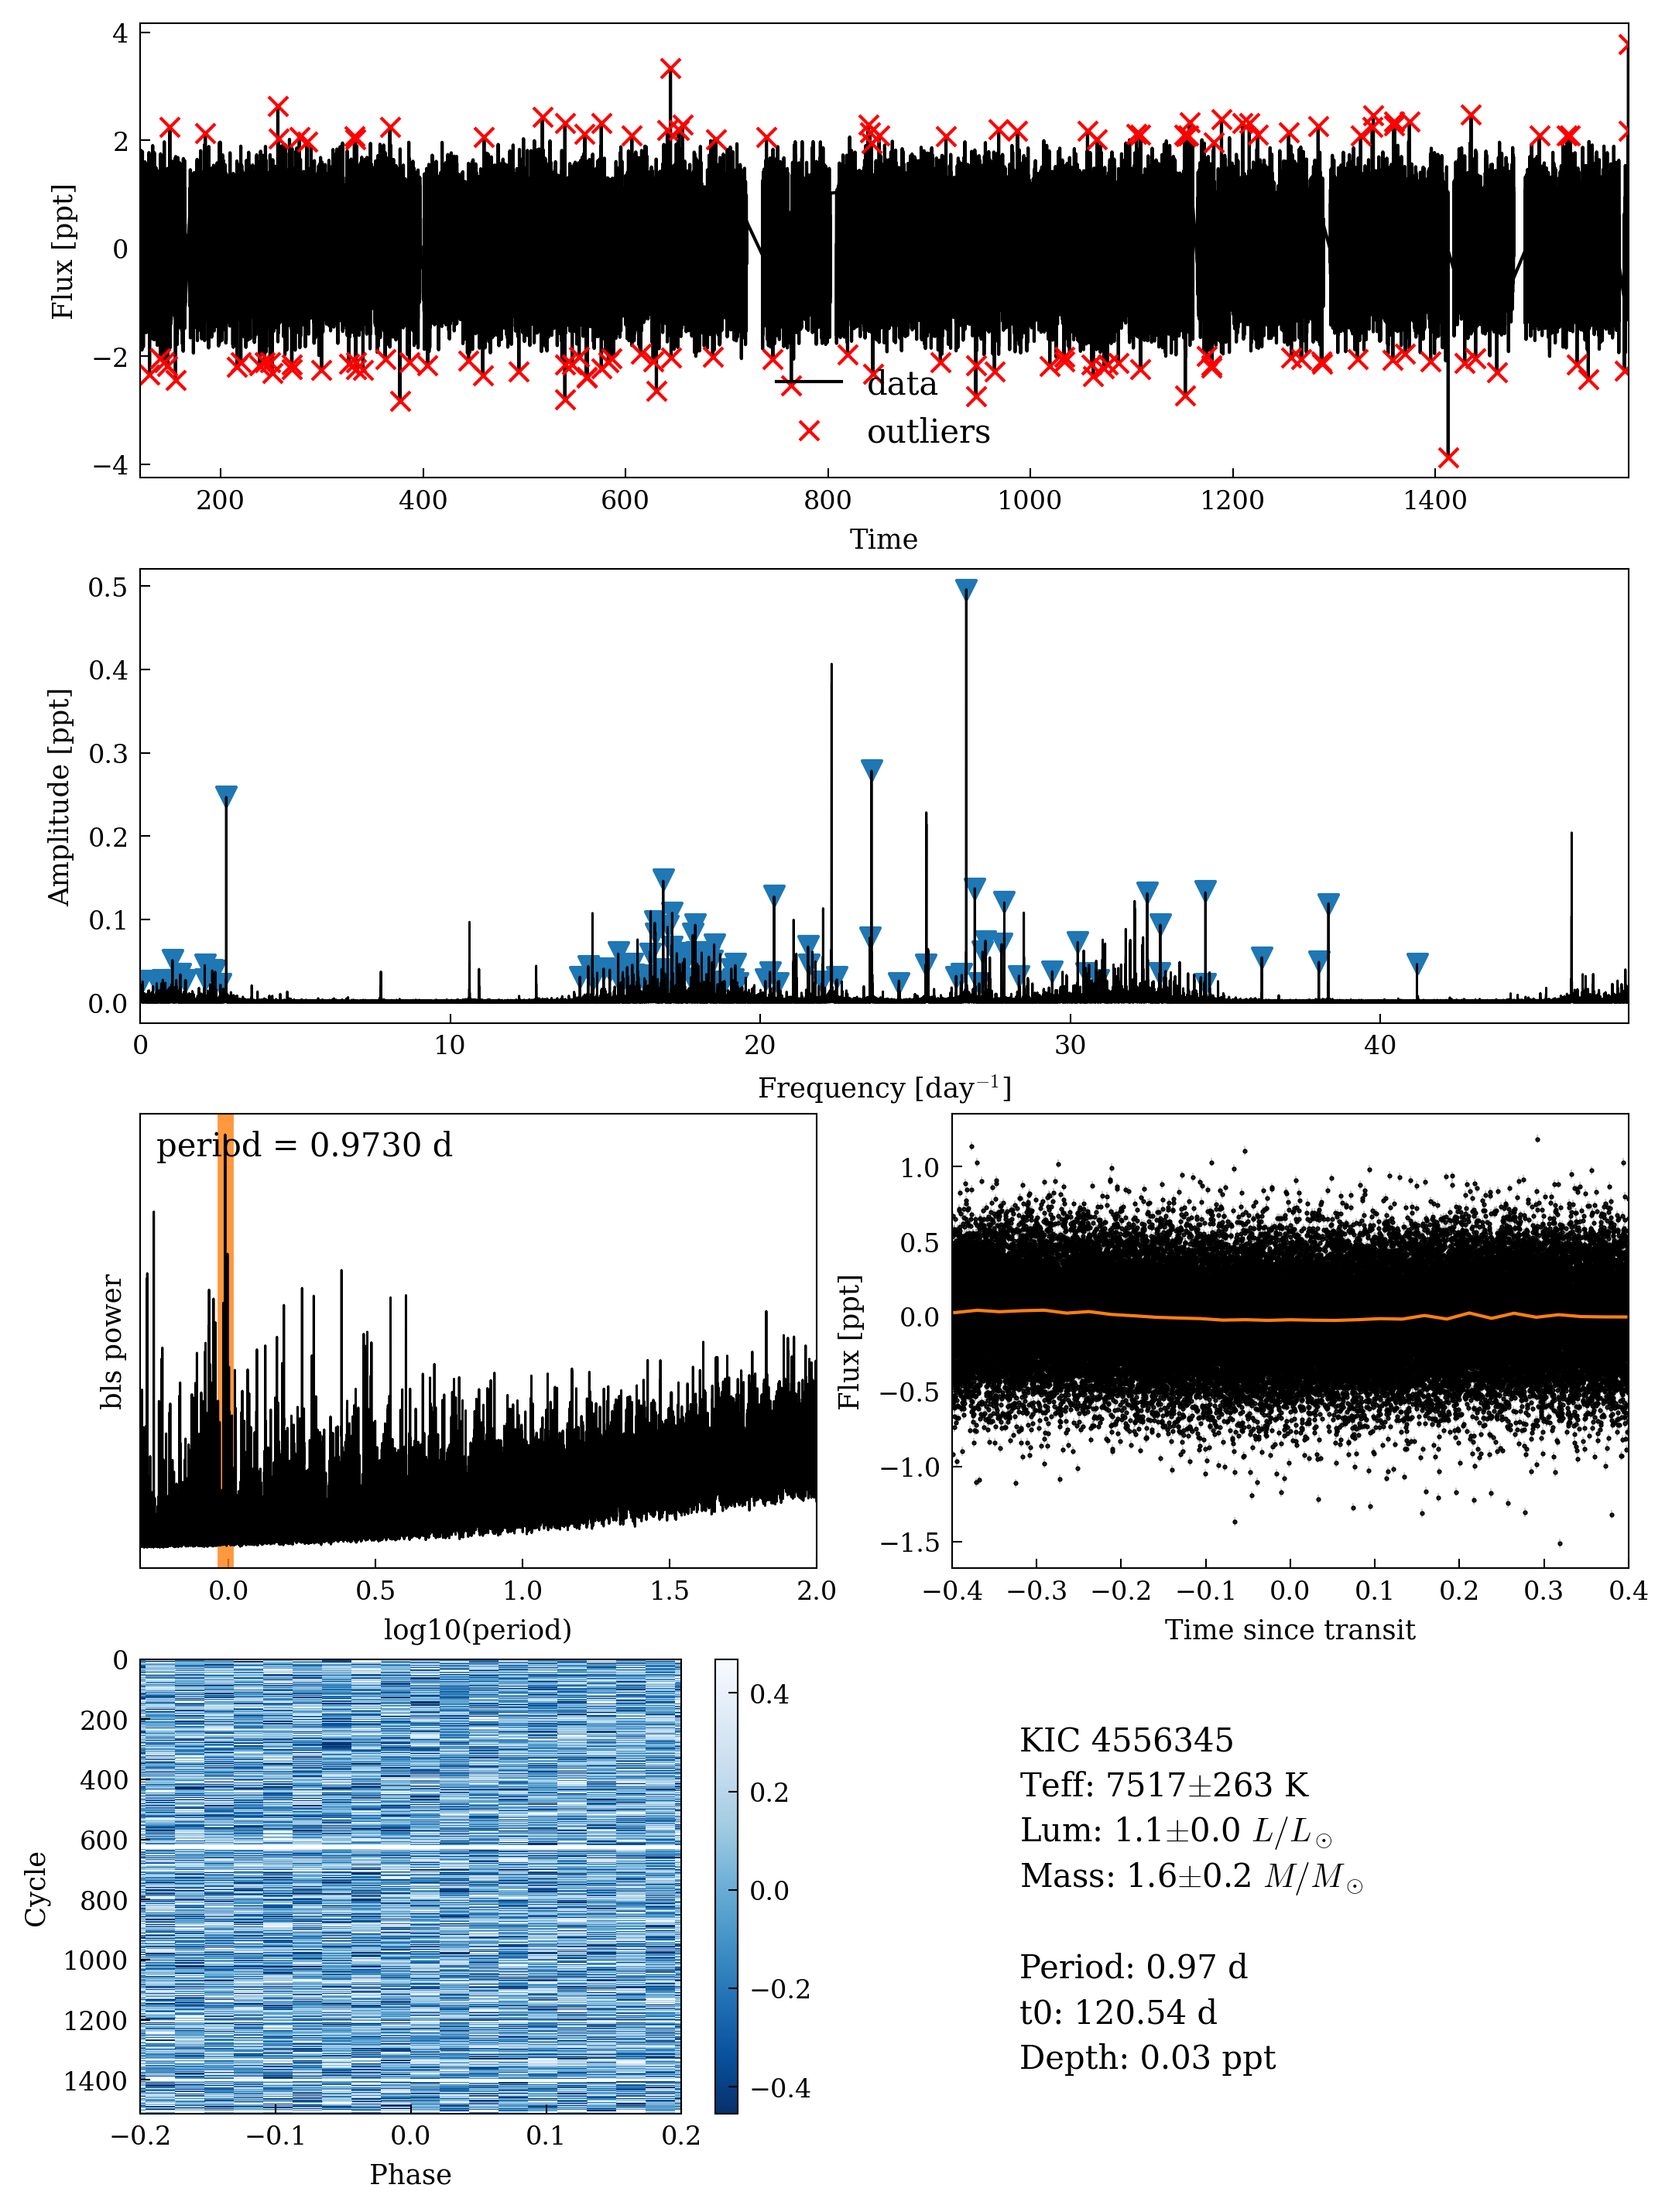 4
2
0
−2
−4
Flux [ppt]
data
outliers
200 400 600 800 1000 1200 1400
Time
0.5
0.4
0.3
0.2
0.1
0.0
Amplitude [ppt]
0 10 20 30 40
Frequency [day⁻¹]
period = 0.9730 d
bls power
0.0 0.5 1.0 1.5 2.0
log10(period)
1.0
0.5
0.0
−0.5
−1.0
−1.5
Flux [ppt]
−0.4 −0.3 −0.2 −0.1 0.0 0.1 0.2 0.3 0.4
Time since transit
0
200
400
600
800
1000
1200
1400
Cycle
−0.2 −0.1 0.0 0.1 0.2
Phase
0.4
0.2
0.0
−0.2
−0.4
KIC 4556345
Teff: 7517±263 K
Lum: 1.1±0.0 L/L☉
Mass: 1.6±0.2 M/M☉
Period: 0.97 d
t0: 120.54 d
Depth: 0.03 ppt